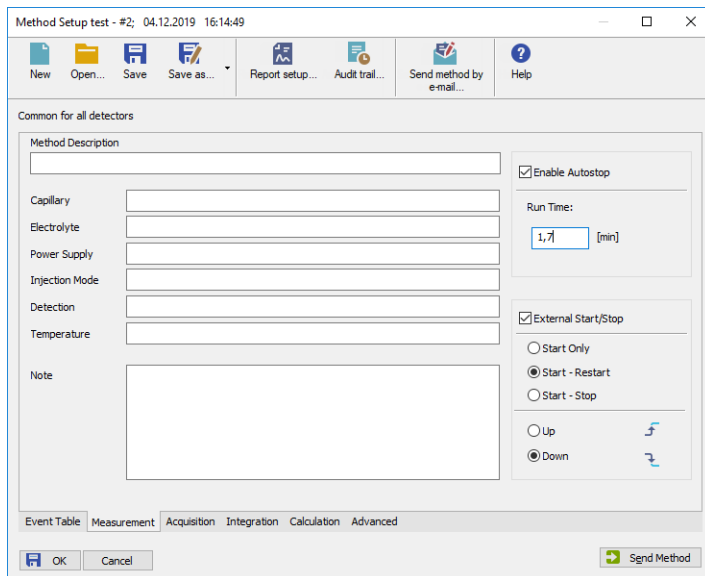 Method Setup test - #2; 04.12.2019 16:14:49
New Open... Save Save as... Report setup... Audit trail... Send method by e-mail... Help
Common for all detectors
Method Description
Enable Autostop
Capillary
Run Time:
Electrolyte
1,7 [min]
Power Supply
Injection Mode
Detection
External Start/Stop
Temperature
Start Only
Note
Start - Restart
Start - Stop
Up
Down
Event Table Measurement Acquisition Integration Calculation Advanced
OK Cancel Send Method